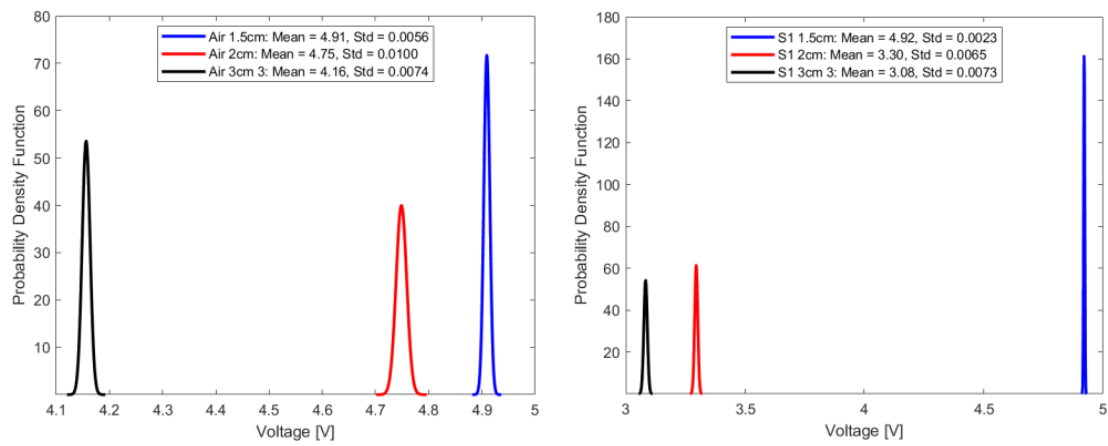 80
70
60
50
40
30
20
10
Probability Density Function
Air 1.5cm: Mean = 4.91, Std = 0.0056
Air 2cm: Mean = 4.75, Std = 0.0100
Air 3cm 3: Mean = 4.16, Std = 0.0074
4.1 4.2 4.3 4.4 4.5 4.6 4.7 4.8 4.9 5
Voltage [V]
180
160
140
120
100
80
60
40
20
Probability Density Function
S1 1.5cm: Mean = 4.92, Std = 0.0023
S1 2cm: Mean = 3.30, Std = 0.0065
S1 3cm 3: Mean = 3.08, Std = 0.0073
3 3.5 4 4.5 5
Voltage [V]